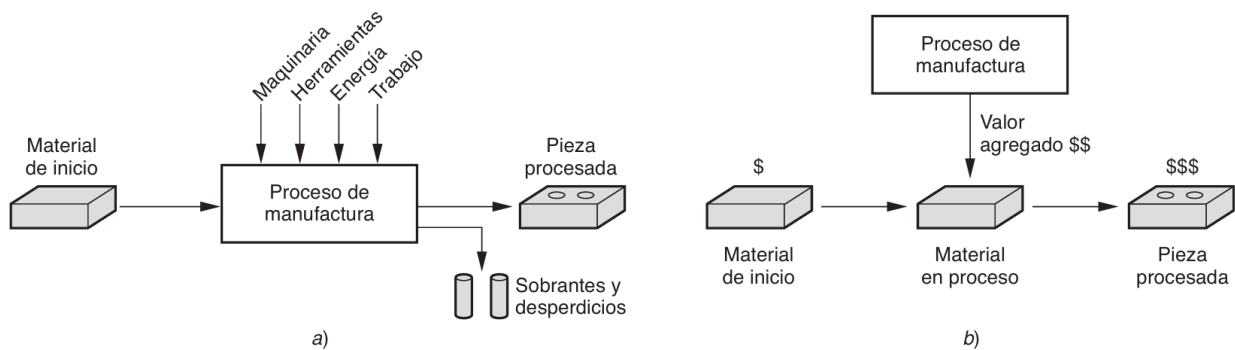 Maquinaria
Herramientas
Energía
Trabajo
Material
de inicio
Proceso de
manufactura
Pieza
procesada
Sobrantes y
desperdicios
a)
Proceso de
manufactura
Valor
agregado $$
$
$$$
Material
de inicio
Material
en proceso
Pieza
procesada
b)